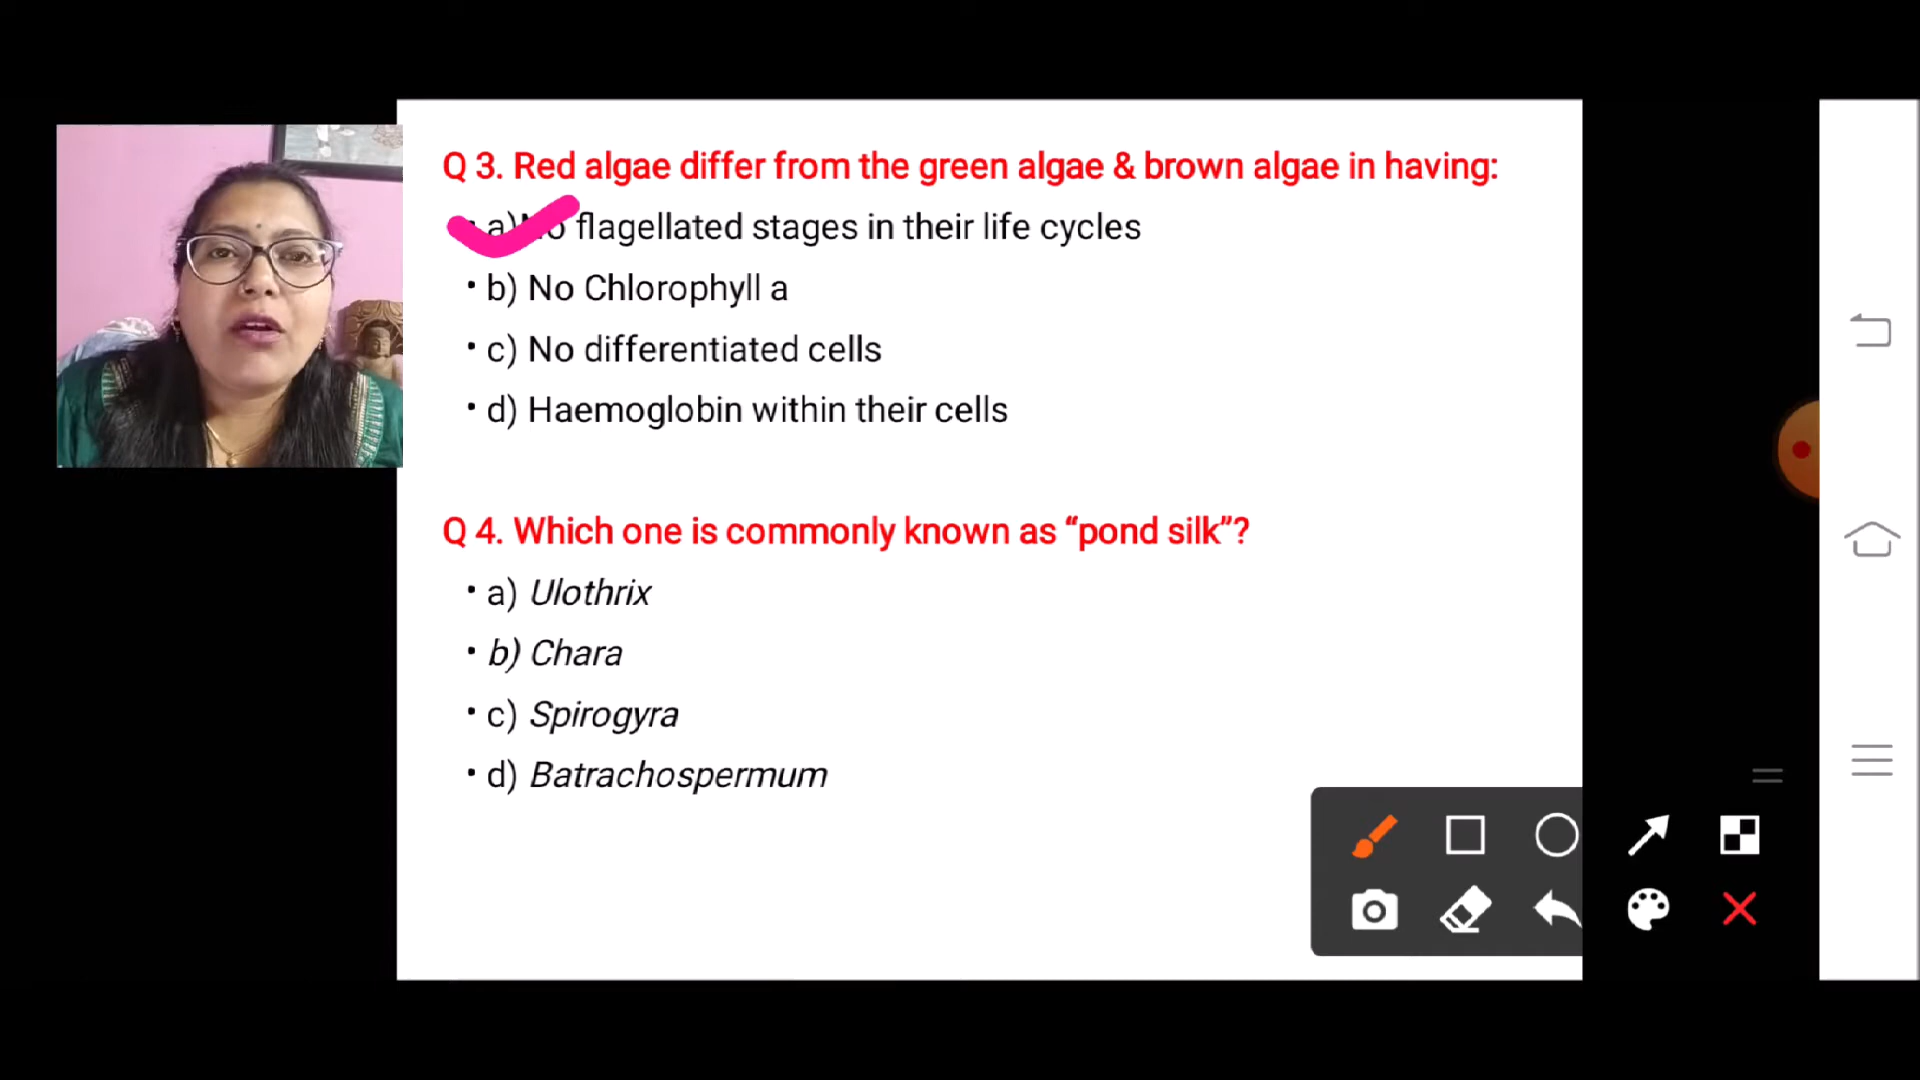 Q 3. Red algae differ from the green algae & brown algae in having:
a)No flagellated stages in their life cycles
• b) No Chlorophyll a
• c) No differentiated cells
• d) Haemoglobin within their cells
Q 4. Which one is commonly known as “pond silk”?
• a) Ulothrix
• b) Chara
• c) Spirogyra
• d) Batrachospermum